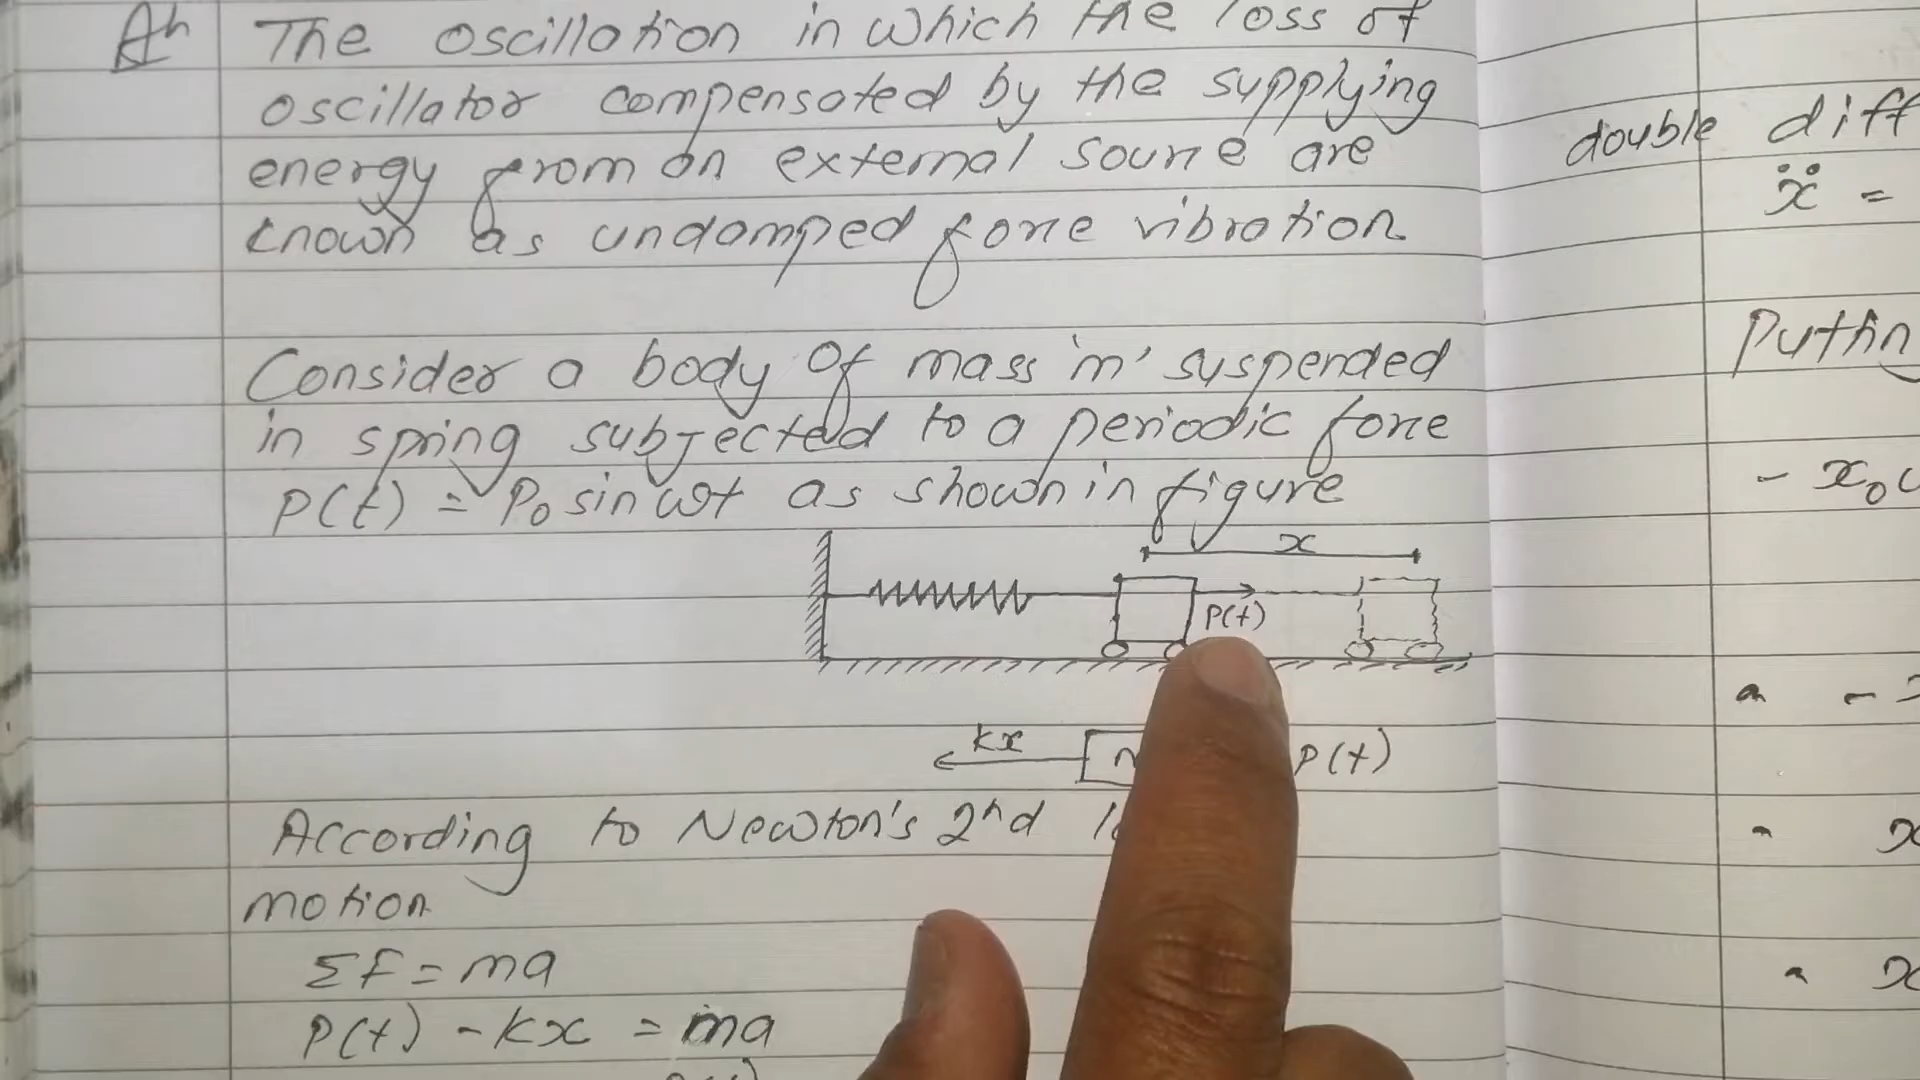 Ah
The oscillation in which the loss of
oscillator compensated by the supplying
energy from an external source are
known as undamped force vibration
Consider a body of mass 'm' suspended
in spring subjected to a periodic force
P(t) = P₀ sin ωt as shown in figure
x
P(t)
kx
P(t)
According to Newton's 2nd
motion
ΣF = ma
P(t) - kx = ma
double diff
ẍ =
Puttin
- x₀
- x
x
x